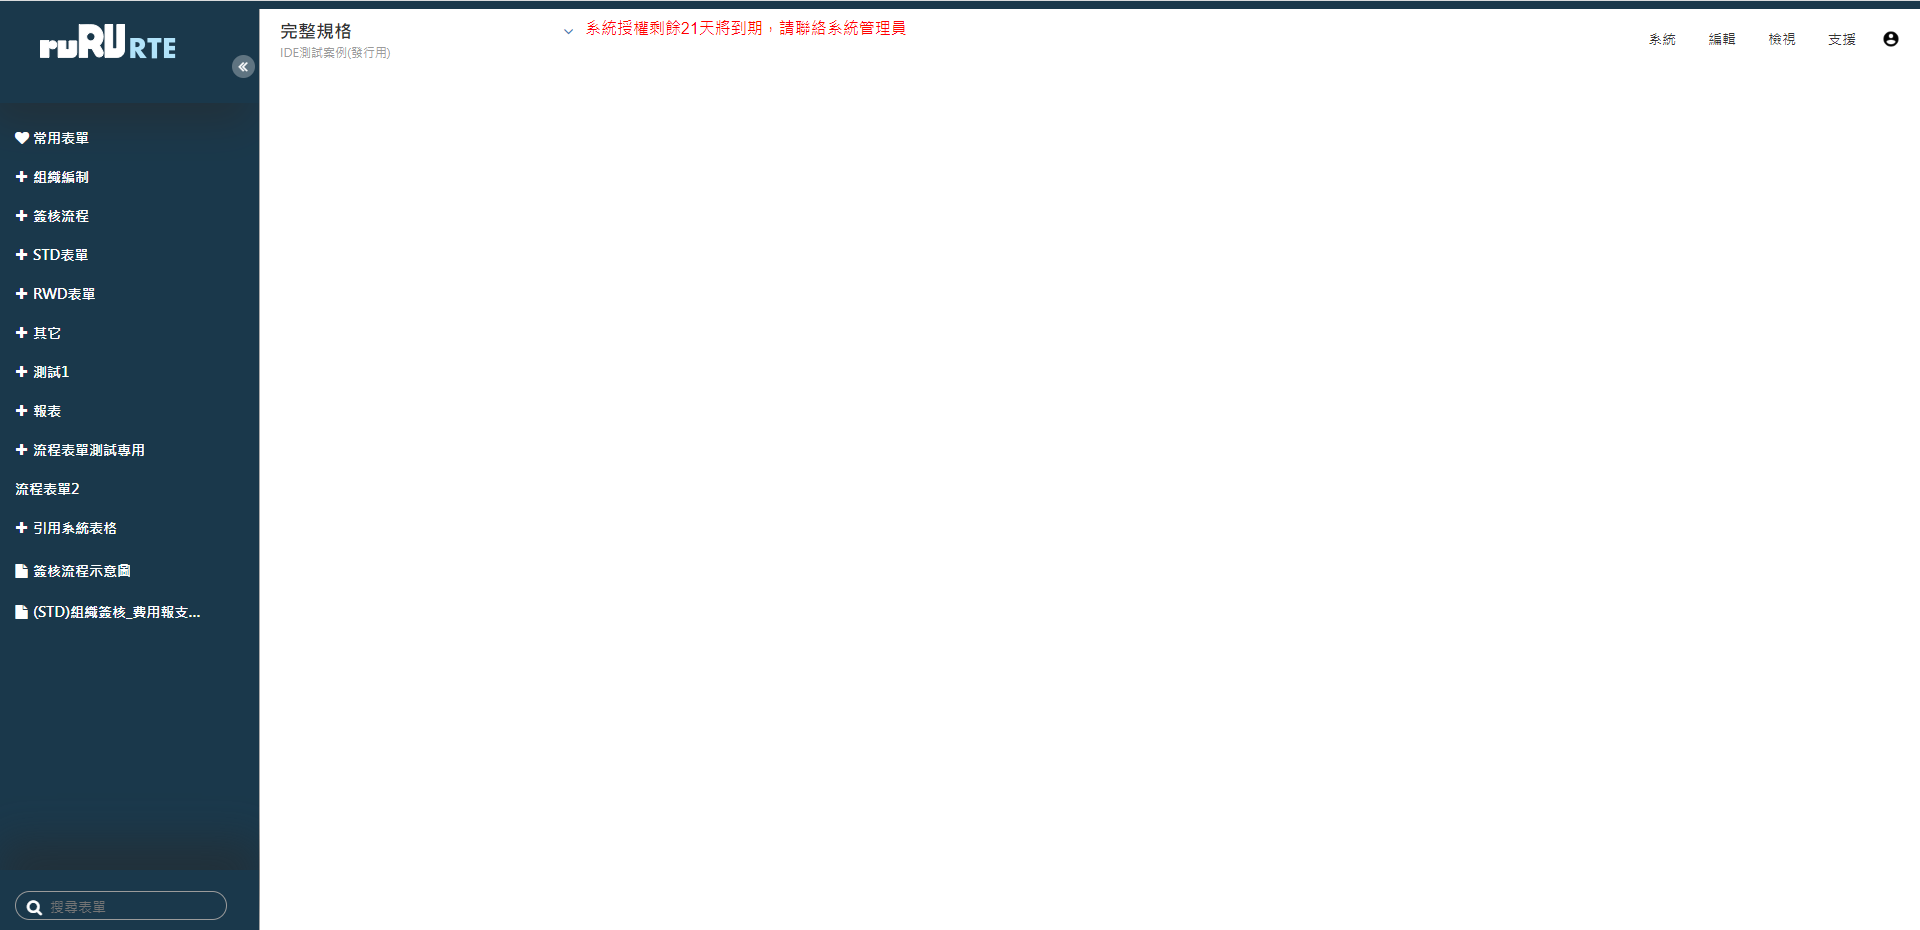 ruRU RTE
完整規格
IDE測試案例(發行用)
系統授權剩餘21天將到期，請聯絡系統管理員
系統 編輯 檢視 支援
常用表單
組織編制
簽核流程
STD表單
RWD表單
其它
測試1
報表
流程表單測試專用
流程表單2
引用系統表格
簽核流程示意圖
(STD)組織簽核_費用報支...
搜尋表單